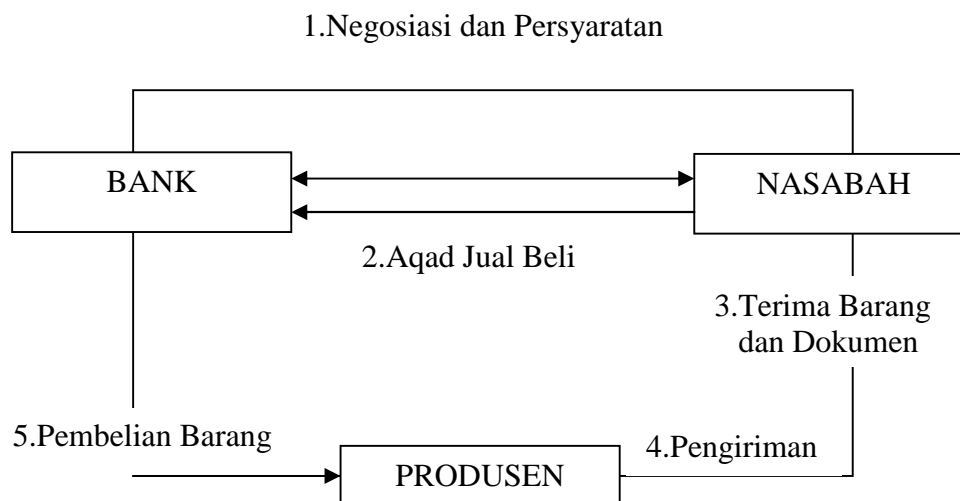 1.Negosiasi dan Persyaratan
BANK
NASABAH
2.Aqad Jual Beli
3.Terima Barang
dan Dokumen
5.Pembelian Barang
4.Pengiriman
PRODUSEN